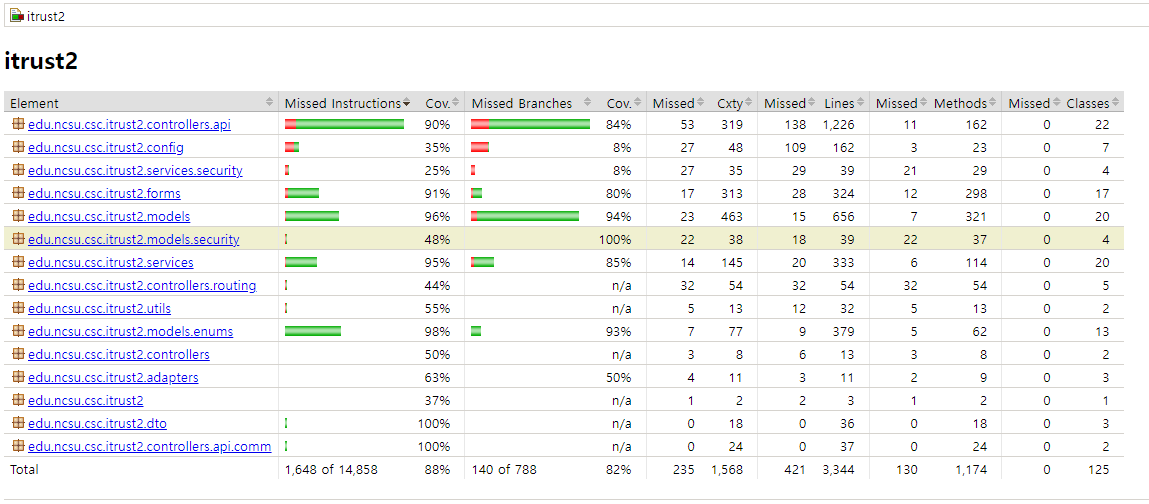 itrust2
itrust2
Element Missed Instructions Cov. Missed Branches Cov. Missed Cxty Missed Lines Missed Methods Missed Classes
edu.ncsu.csc.itrust2.controllers.api 90% 84% 53 319 138 1,226 11 162 0 22
edu.ncsu.csc.itrust2.config 35% 8% 27 48 109 162 3 23 0 7
edu.ncsu.csc.itrust2.services.security 25% 8% 27 35 29 39 21 29 0 4
edu.ncsu.csc.itrust2.forms 91% 80% 17 313 28 324 12 298 0 17
edu.ncsu.csc.itrust2.models 96% 94% 23 463 15 656 7 321 0 20
edu.ncsu.csc.itrust2.models.security 48% 100% 22 38 18 39 22 37 0 4
edu.ncsu.csc.itrust2.services 95% 85% 14 145 20 333 6 114 0 20
edu.ncsu.csc.itrust2.controllers.routing 44% n/a 32 54 32 54 32 54 0 5
edu.ncsu.csc.itrust2.utils 55% n/a 5 13 12 32 5 13 0 2
edu.ncsu.csc.itrust2.models.enums 98% 93% 7 77 9 379 5 62 0 13
edu.ncsu.csc.itrust2.controllers 50% n/a 3 8 6 13 3 8 0 2
edu.ncsu.csc.itrust2.adapters 63% 50% 4 11 3 11 2 9 0 3
edu.ncsu.csc.itrust2 37% n/a 1 2 2 3 1 2 0 1
edu.ncsu.csc.itrust2.dto 100% n/a 0 18 0 36 0 18 0 3
edu.ncsu.csc.itrust2.controllers.api.comm 100% n/a 0 24 0 37 0 24 0 2
Total 1,648 of 14,858 88% 140 of 788 82% 235 1,568 421 3,344 130 1,174 0 125